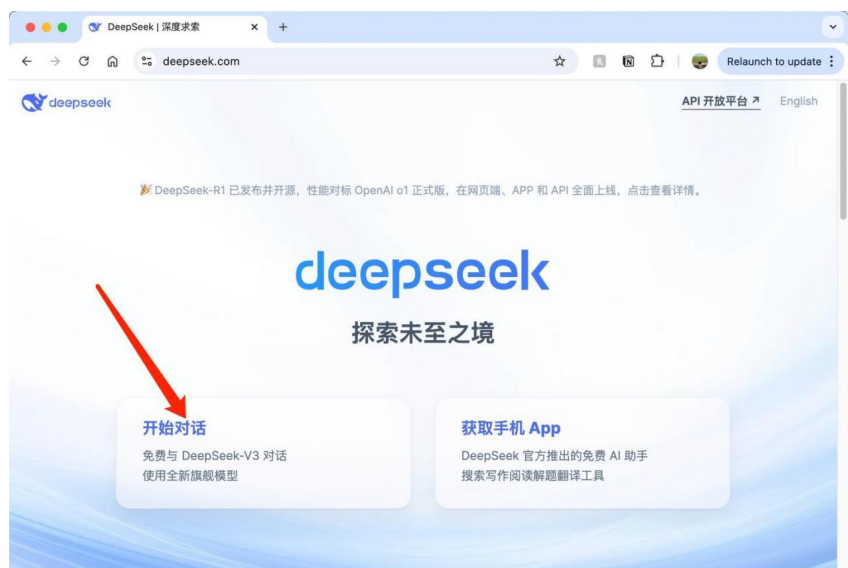 DeepSeek | 深度求索
deepseek.com
Relaunch to update
deepseek
API 开放平台
English
DeepSeek-R1 已发布并开源，性能对标 OpenAI o1 正式版，在网页端、APP 和 API 全面上线，点击查看详情。
deepseek
探索未至之境
开始对话
免费与 DeepSeek-V3 对话
使用全新旗舰模型
获取手机 App
DeepSeek 官方推出的免费 AI 助手
搜索写作阅读解题翻译工具